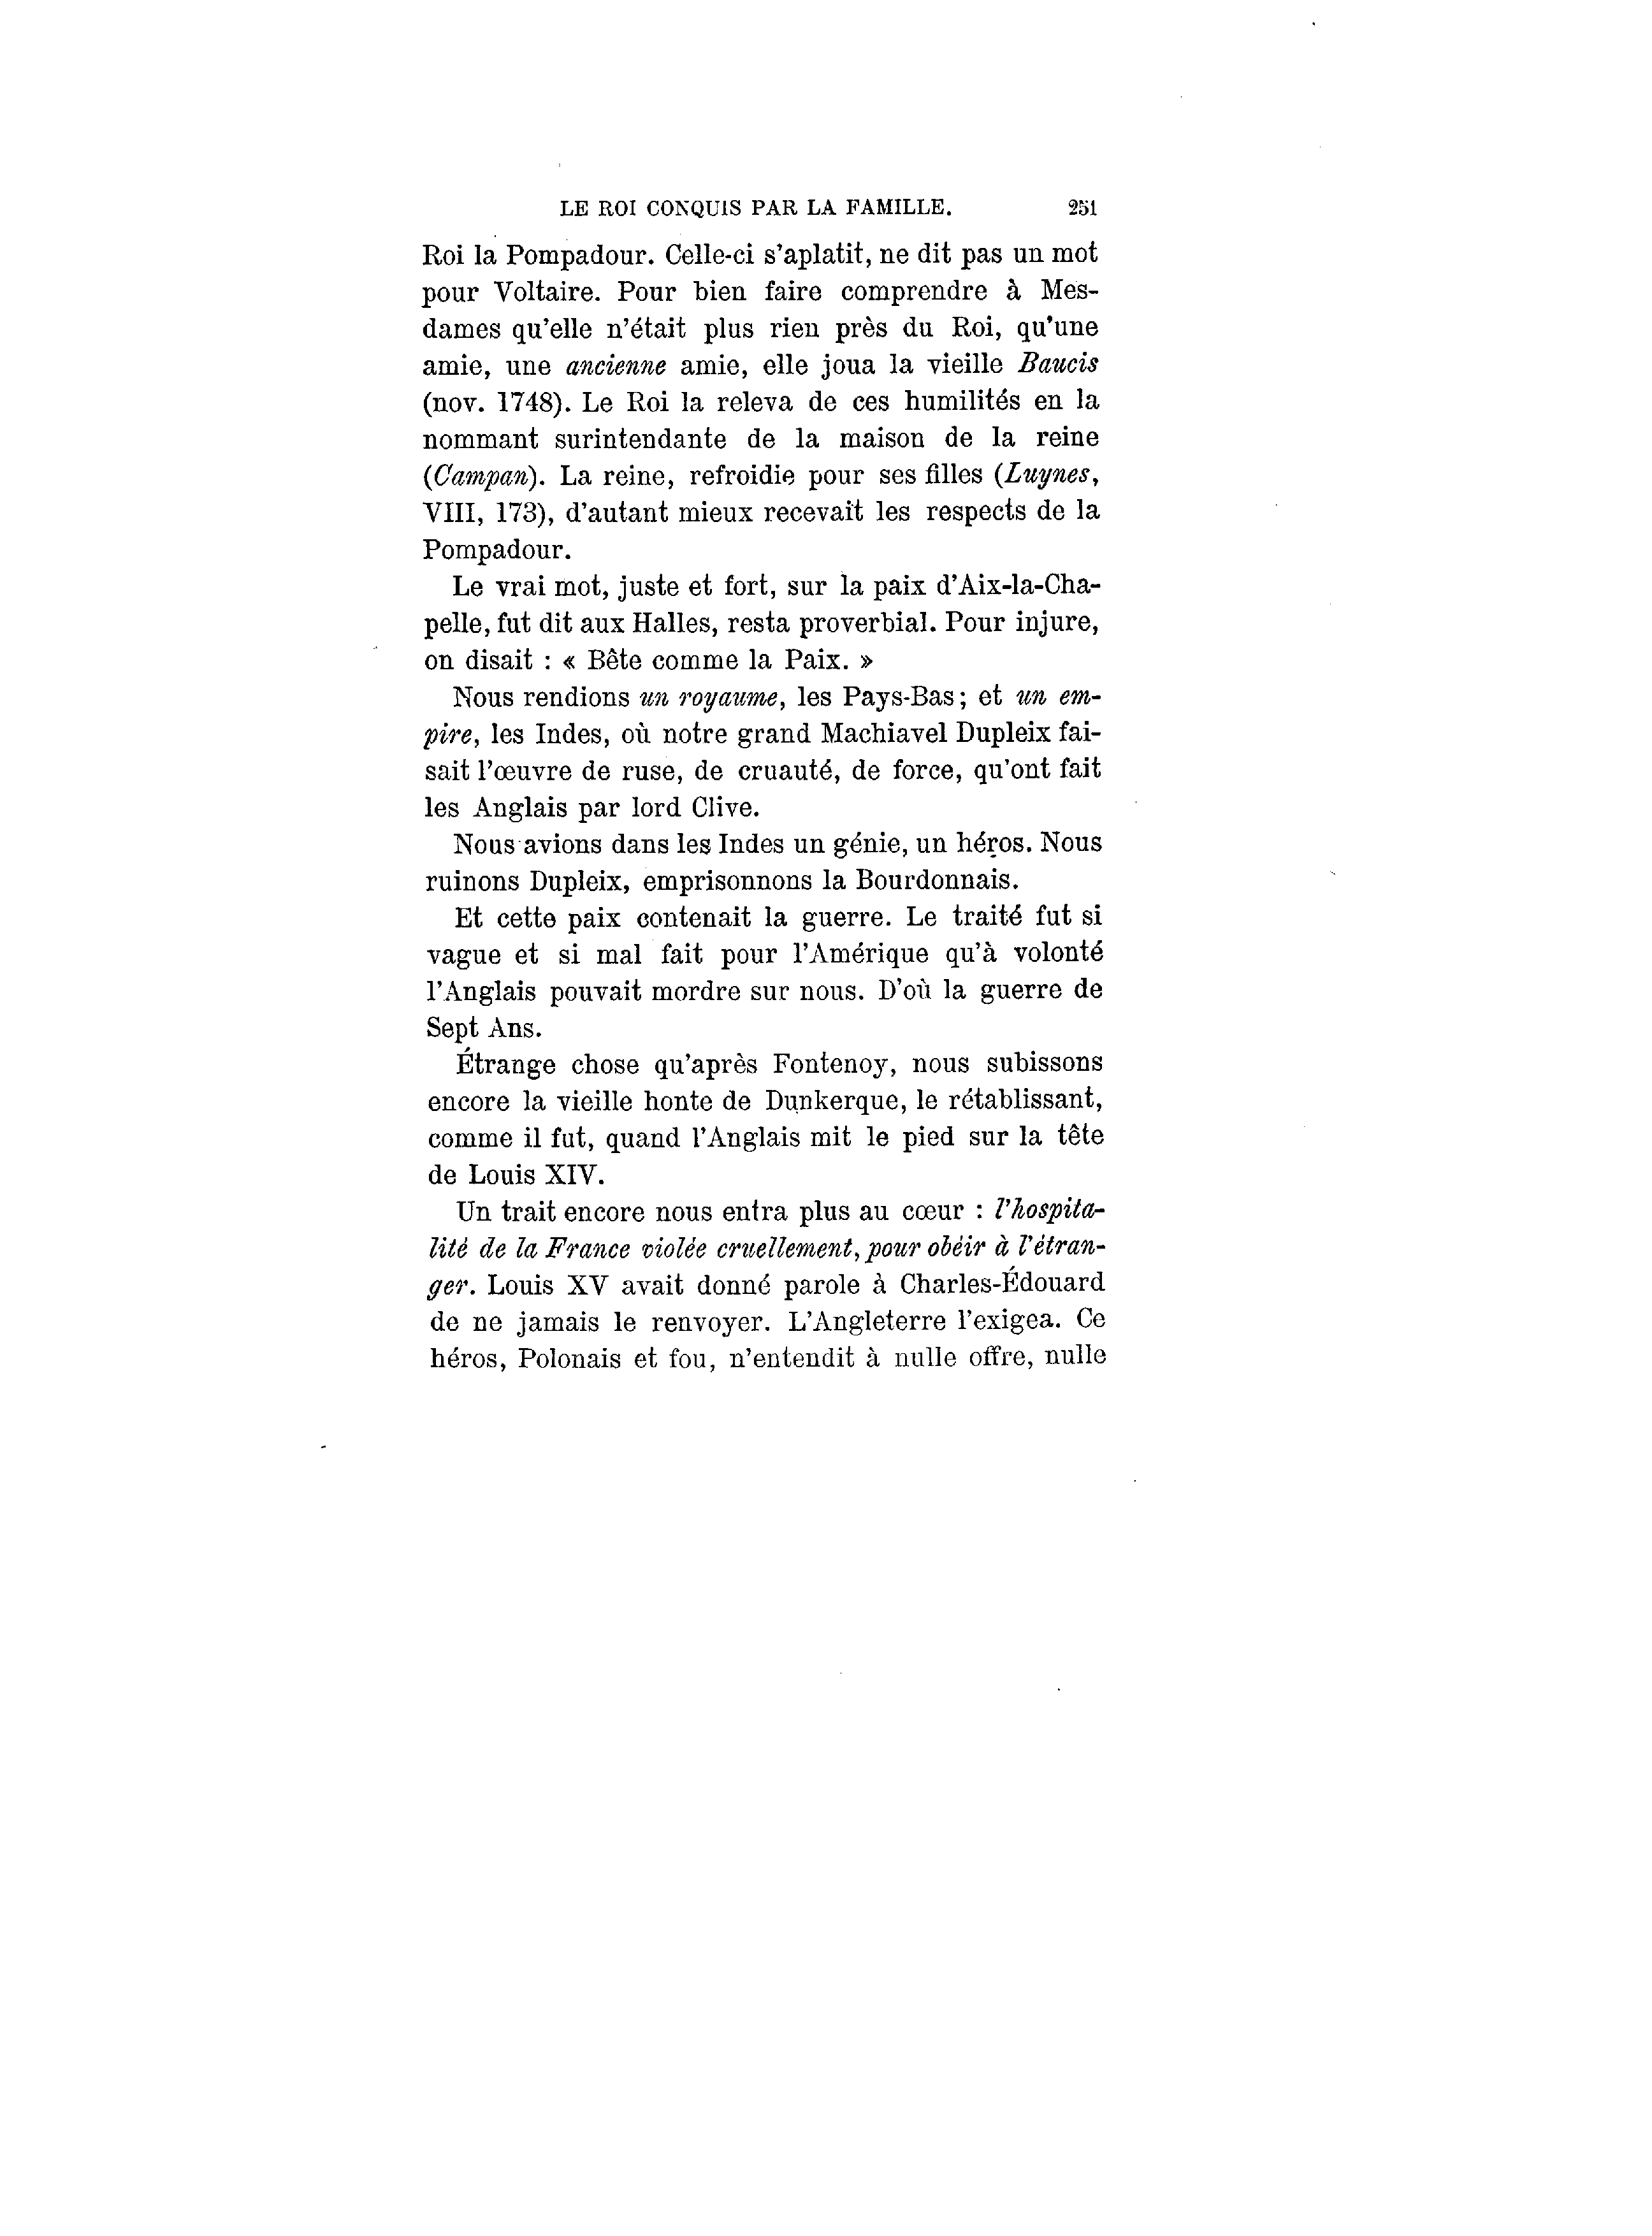 LE ROI CONQUIS PAR LA FAMILLE. 251
Roi la Pompadour. Celle-ci s'aplatit, ne dit pas un mot
pour Voltaire. Pour bien faire comprendre à Mes-
dames qu'elle n'était plus rien près du Roi, qu'une
amie, une ancienne amie, elle joua la vieille Baucis
(nov. 1748). Le Roi la releva de ces humilités en la
nommant surintendante de la maison de la reine
(Campan). La reine, refroidie pour ses filles (Luynes,
VIII, 173), d'autant mieux recevait les respects de la
Pompadour.
Le vrai mot, juste et fort, sur la paix d'Aix-la-Cha-
pelle, fut dit aux Halles, resta proverbial. Pour injure,
on disait : « Bête comme la Paix. »
Nous rendions un royaume, les Pays-Bas; et un em-
pire, les Indes, où notre grand Machiavel Dupleix fai-
sait l'œuvre de ruse, de cruauté, de force, qu'ont fait
les Anglais par lord Clive.
Nous avions dans les Indes un génie, un héros. Nous
ruinons Dupleix, emprisonnons la Bourdonnais.
Et cette paix contenait la guerre. Le traité fut si
vague et si mal fait pour l'Amérique qu'à volonté
l'Anglais pouvait mordre sur nous. D'où la guerre de
Sept Ans.
Étrange chose qu'après Fontenoy, nous subissons
encore la vieille honte de Dunkerque, le rétablissant,
comme il fut, quand l'Anglais mit le pied sur la tête
de Louis XIV.
Un trait encore nous entra plus au cœur : l'hospita-
lité de la France violée cruellement, pour obéir à l'étran-
ger. Louis XV avait donné parole à Charles-Édouard
de ne jamais le renvoyer. L'Angleterre l'exigea. Ce
héros, Polonais et fou, n'entendit à nulle offre, nulle